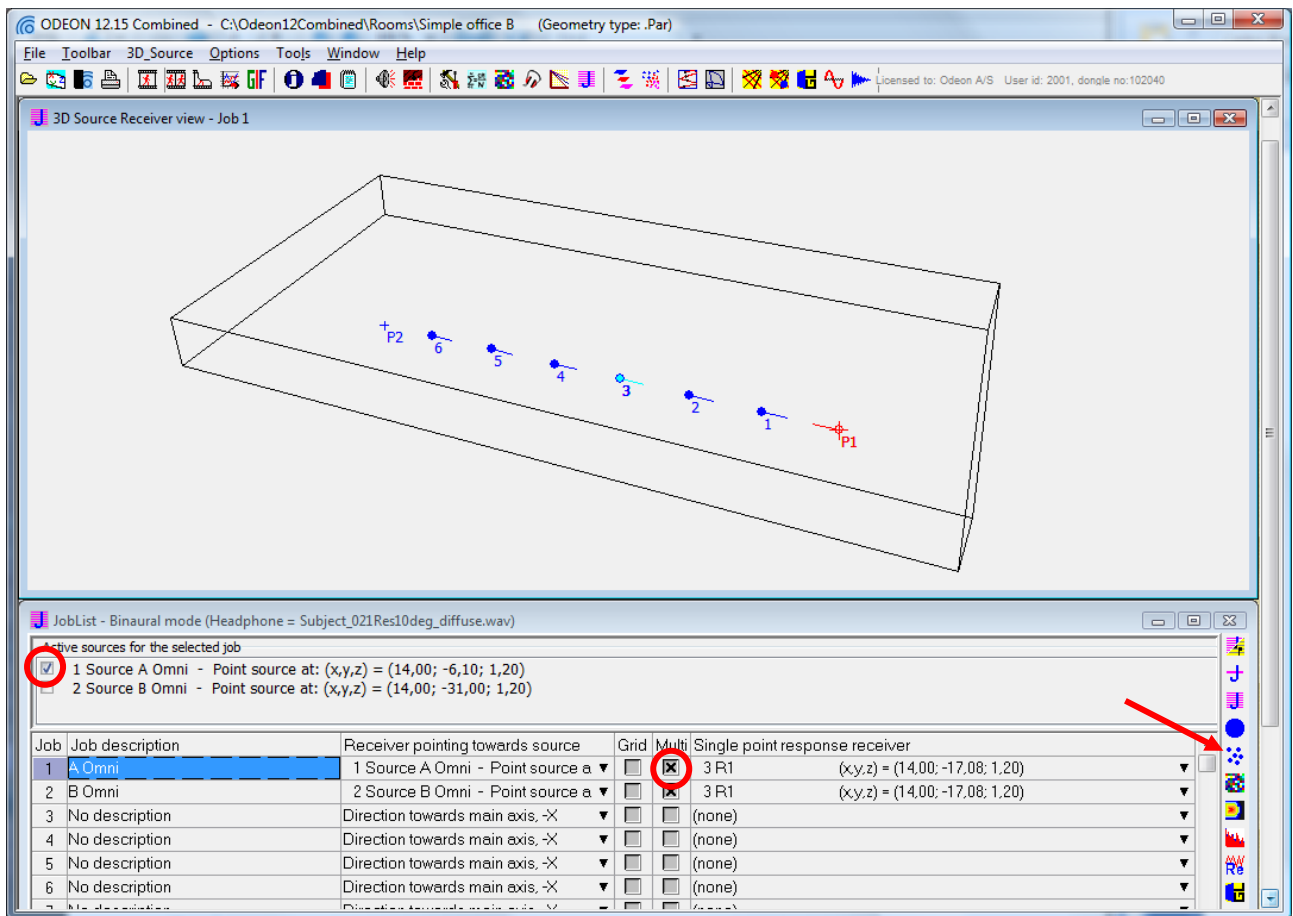 ODEON 12.15 Combined - C:\Odeon12Combined\Rooms\Simple office B (Geometry type: .Par)
File Toolbar 3D_Source Options Tools Window Help
GIF Licensed to: Odeon A/S User id: 2001, dongle no:102040
3D Source Receiver view - Job 1
P2 6 5 4 3 2 1 P1
JobList - Binaural mode (Headphone = Subject_021Res10deg_diffuse.wav)
Active sources for the selected job
1 Source A Omni - Point source at: (x,y,z) = (14,00; -6,10; 1,20)
2 Source B Omni - Point source at: (x,y,z) = (14,00; -31,00; 1,20)
Job Job description Receiver pointing towards source Grid Multi Single point response receiver
1 A Omni 1 Source A Omni - Point source a 3 R1 (x,y,z) = (14,00; -17,08; 1,20)
2 B Omni 2 Source B Omni - Point source a 3 R1 (x,y,z) = (14,00; -17,08; 1,20)
3 No description Direction towards main axis, -X (none)
4 No description Direction towards main axis, -X (none)
5 No description Direction towards main axis, -X (none)
6 No description Direction towards main axis, -X (none)